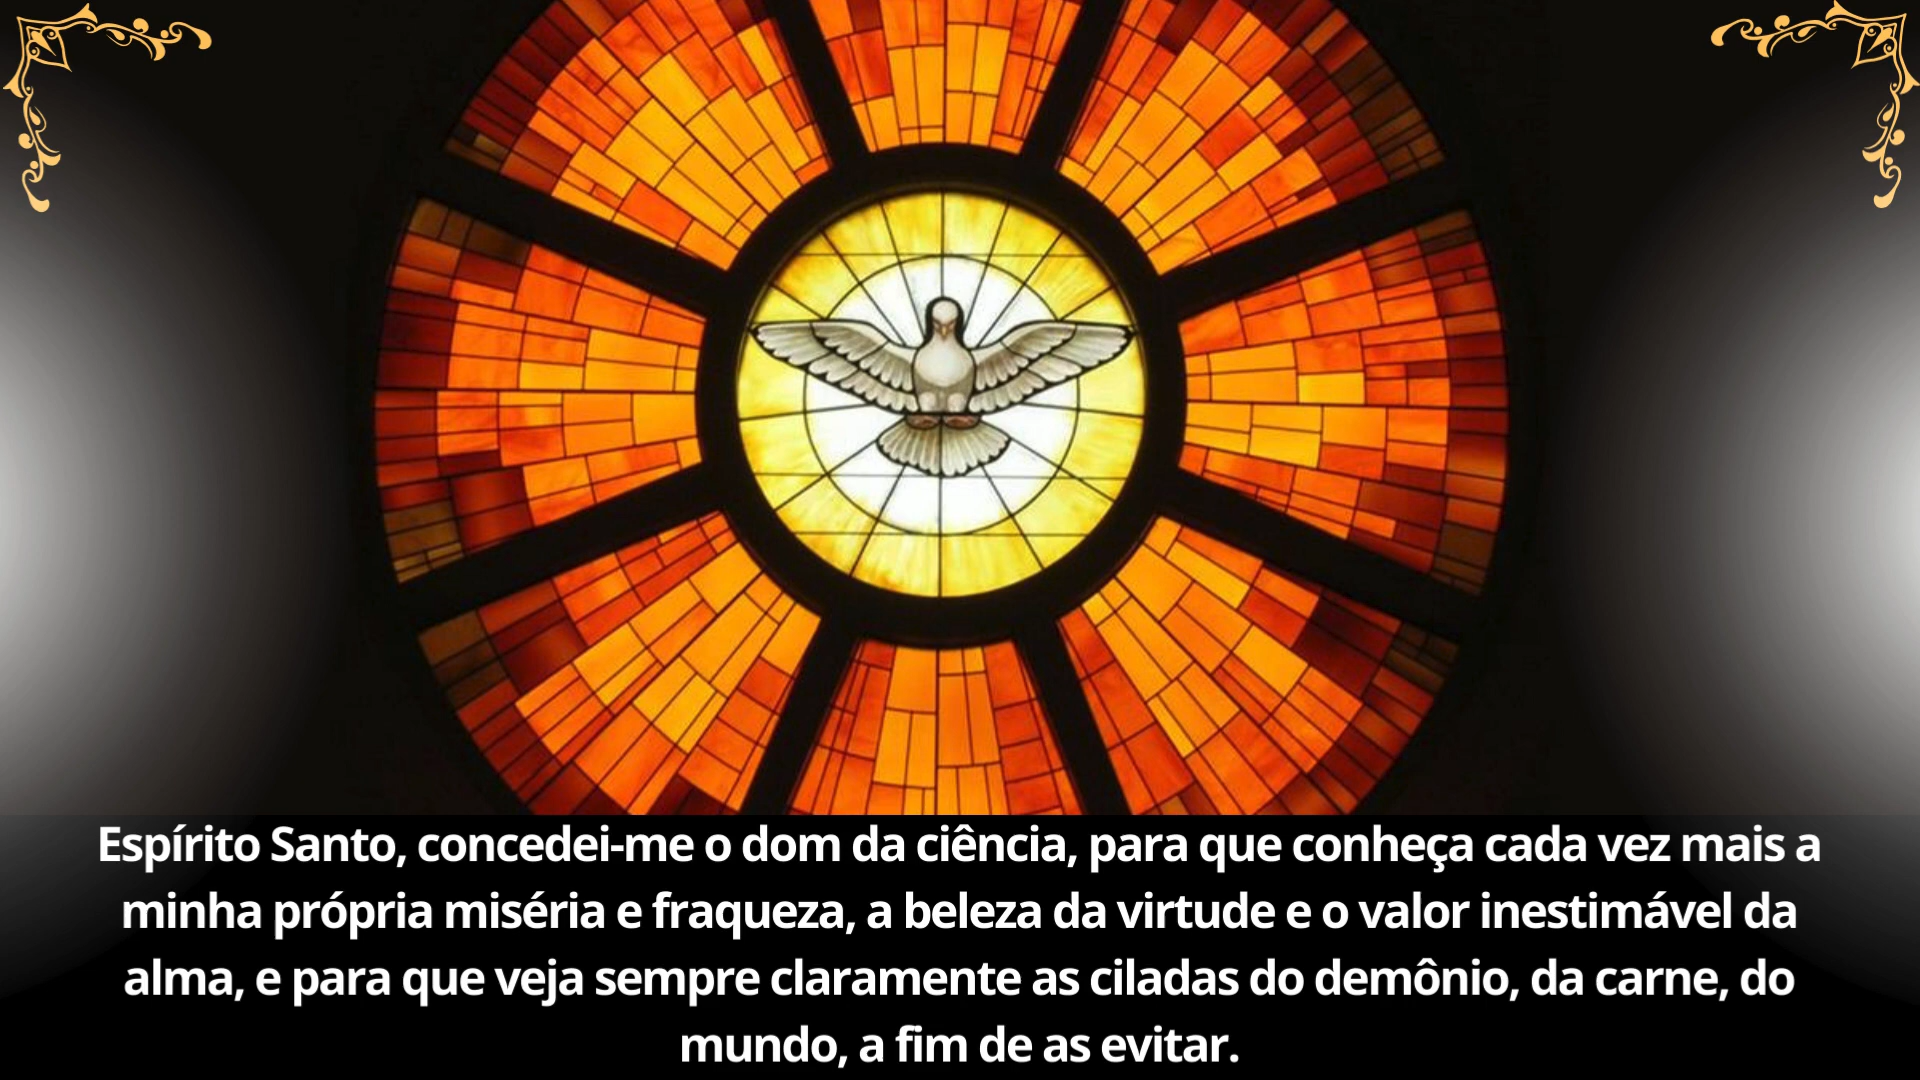 Espírito Santo, concedei-me o dom da ciência, para que conheça cada vez mais a
minha própria miséria e fraqueza, a beleza da virtude e o valor inestimável da
alma, e para que veja sempre claramente as ciladas do demônio, da carne, do
mundo, a fim de as evitar.